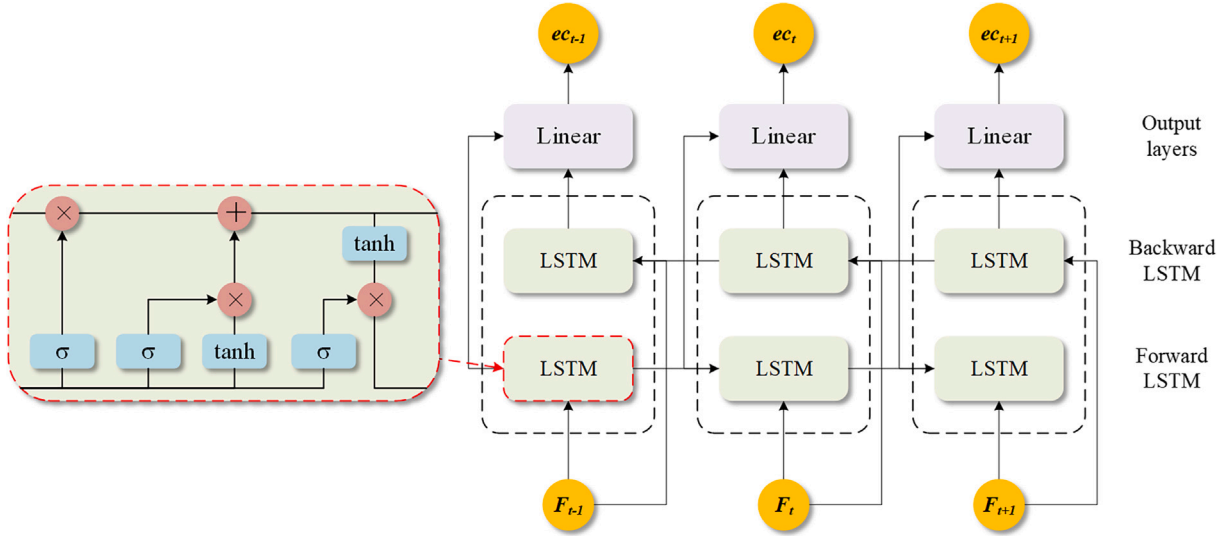 ec_{t-1}
ec_t
ec_{t+1}
Linear
Linear
Linear
Output
layers
×
+
tanh
×
×
σ
σ
tanh
σ
LSTM
LSTM
LSTM
Backward
LSTM
LSTM
LSTM
LSTM
Forward
LSTM
F_{t-1}
F_t
F_{t+1}